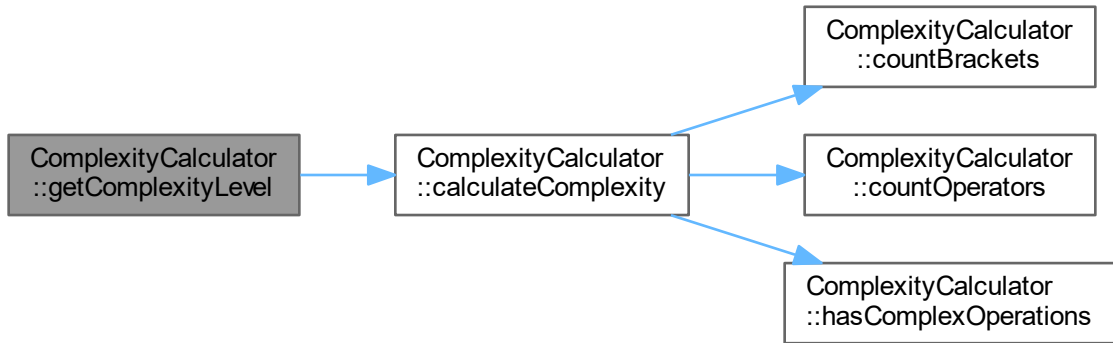 ComplexityCalculator
::getComplexityLevel
ComplexityCalculator
::calculateComplexity
ComplexityCalculator
::countBrackets
ComplexityCalculator
::countOperators
ComplexityCalculator
::hasComplexOperations